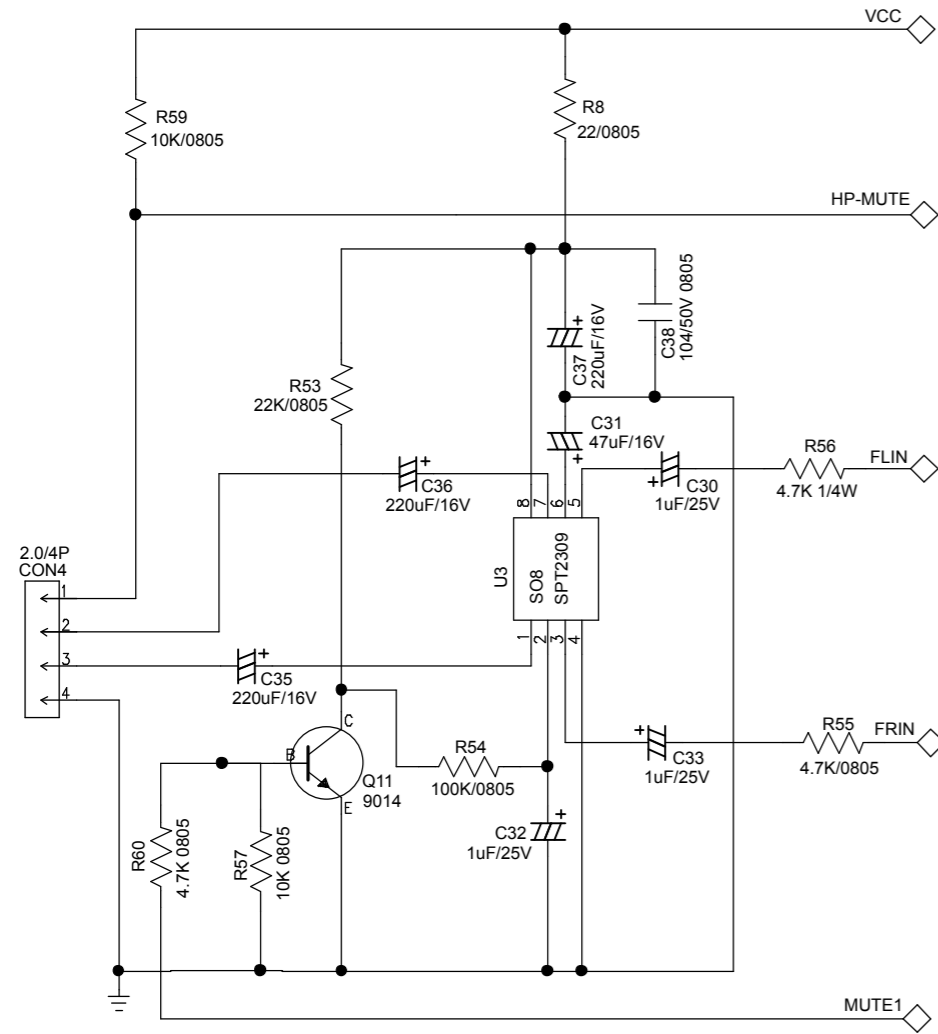 VCC
R59
10K/0805
R8
22/0805
HP-MUTE
C37
220uF/16V
C38
104/50V 0805
R53
22K/0805
C31
47uF/16V
C36
220uF/16V
C30
1uF/25V
R56
4.7K 1/4W
FLIN
8
7
6
5
U3
SO8
SPT2309
1
2
3
4
2.0/4P
CON4
1
2
3
4
C35
220uF/16V
C
B
E
Q11
9014
R54
100K/0805
C33
1uF/25V
R55
4.7K/0805
FRIN
C32
1uF/25V
R60
4.7K 0805
R57
10K 0805
MUTE1